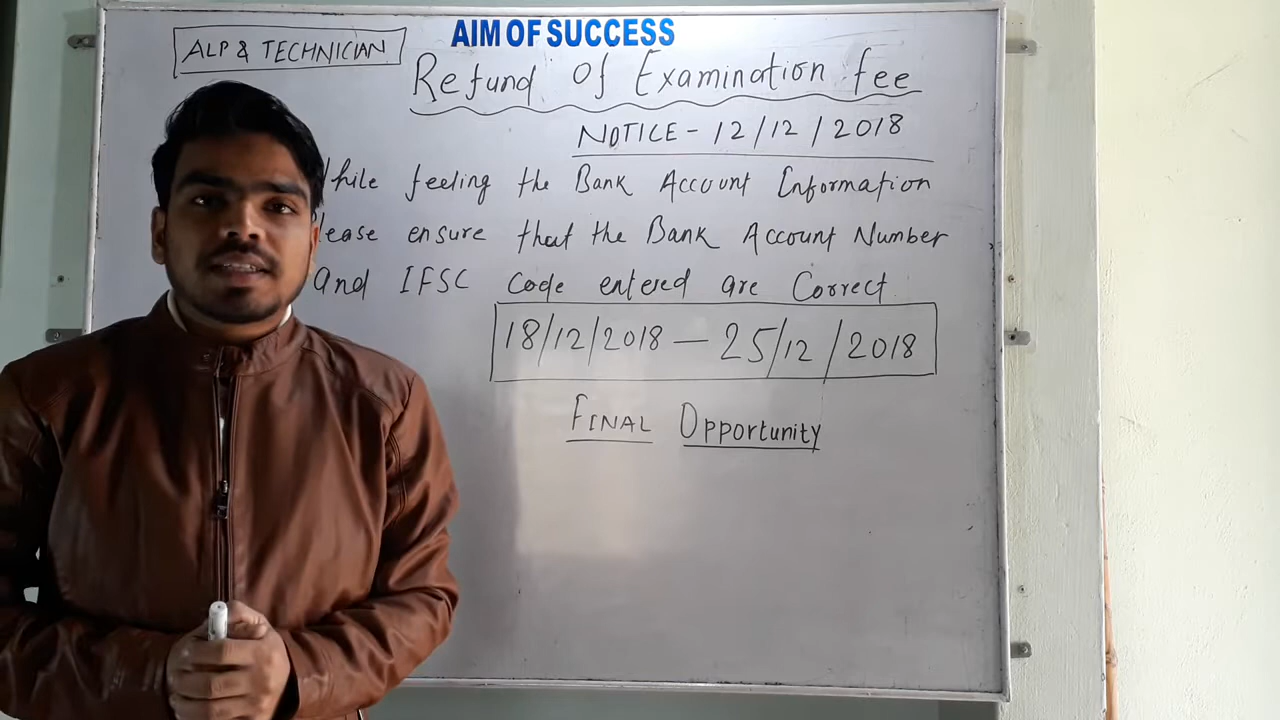 AIM OF SUCCESS
ALP & TECHNICIAN
Refund Of Examination fee
NOTICE - 12/12/2018
hile feeling the Bank Account Information
lease ensure that the Bank Account Number
and IFSC Code entered are Correct
18/12/2018 — 25/12/2018
FINAL Opportunity